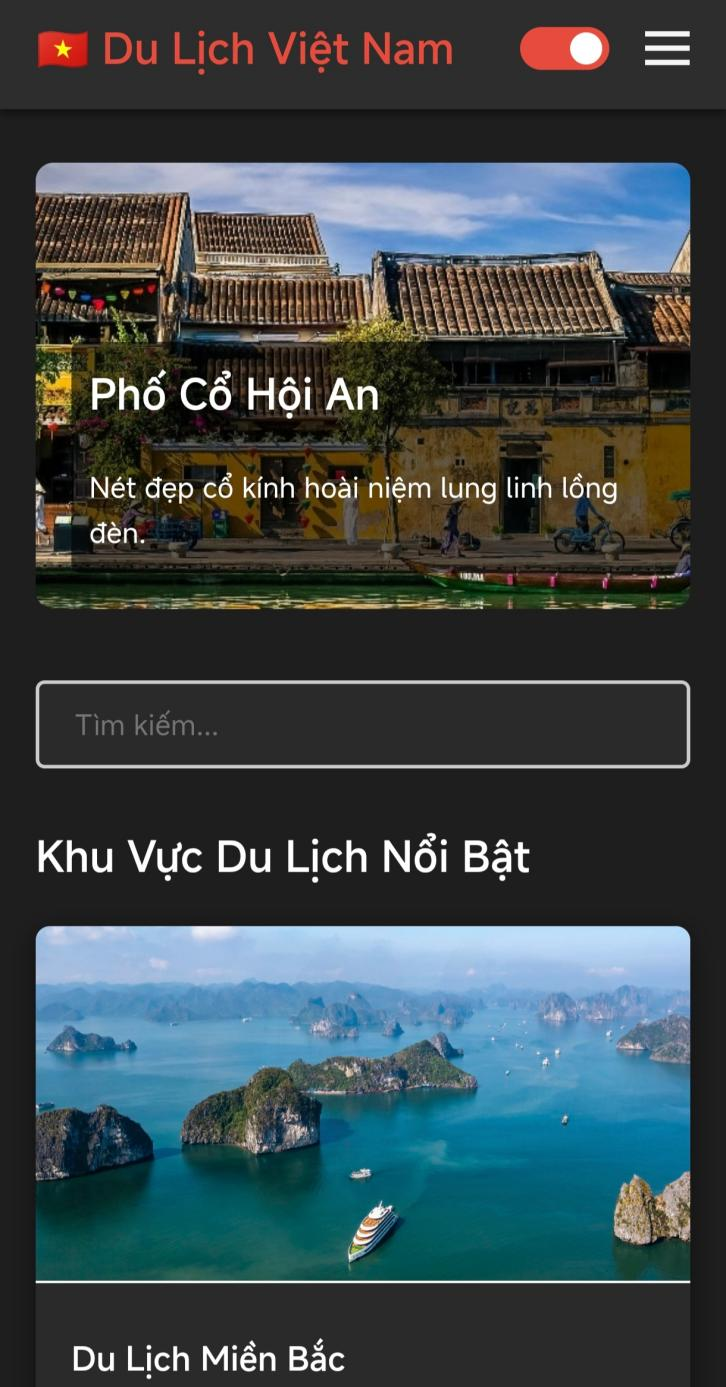 🇻🇳 Du Lịch Việt Nam
Phố Cổ Hội An
Nét đẹp cổ kính hoài niệm lung linh lồng
đèn.
Tìm kiếm...
Khu Vực Du Lịch Nổi Bật
Du Lịch Miền Bắc